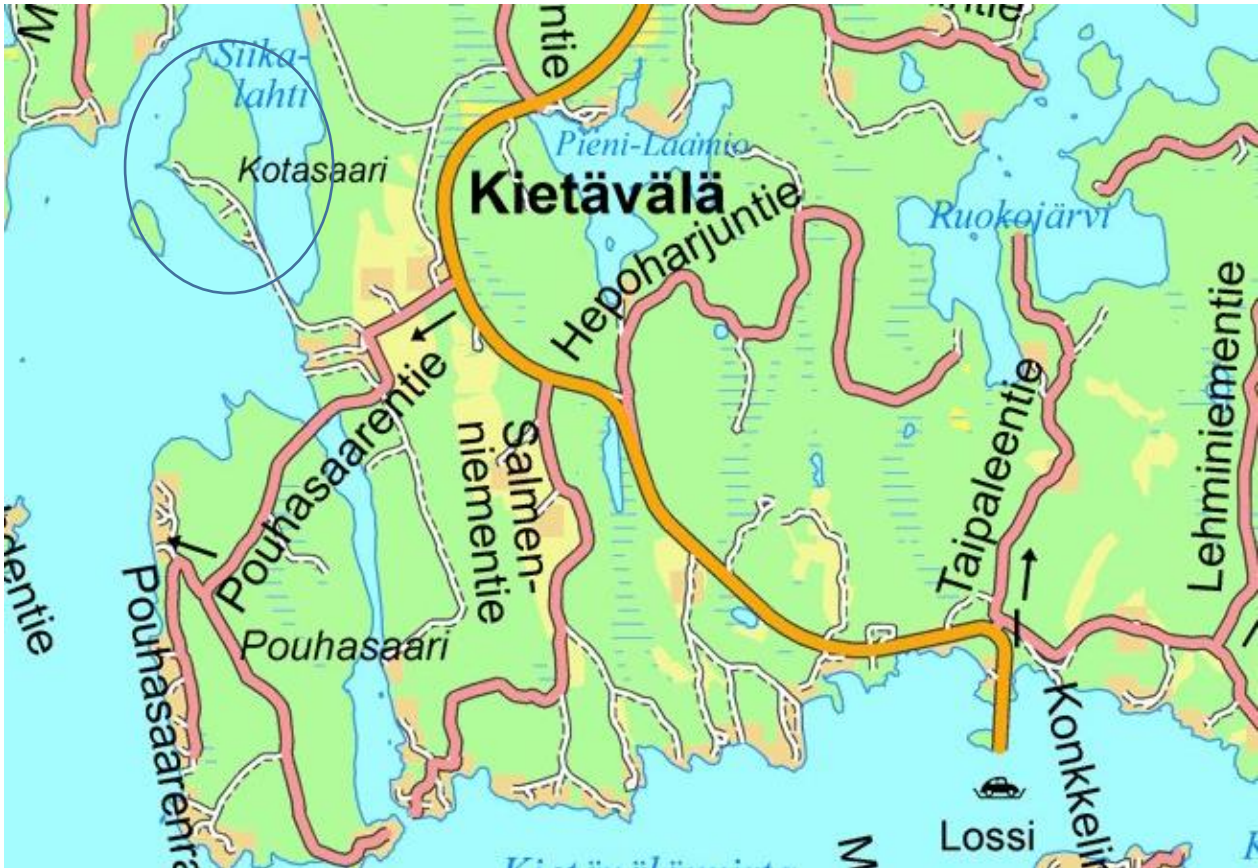 Siika-
lahti
Kotasaari
Pieni-Laamio
Kietävälä
Ruokojärvi
Hepoharjuntie
Pouhasaarentie
Salmen-
niementie
Taipaleentie
Lehminiementie
Pouhasaari
Lossi